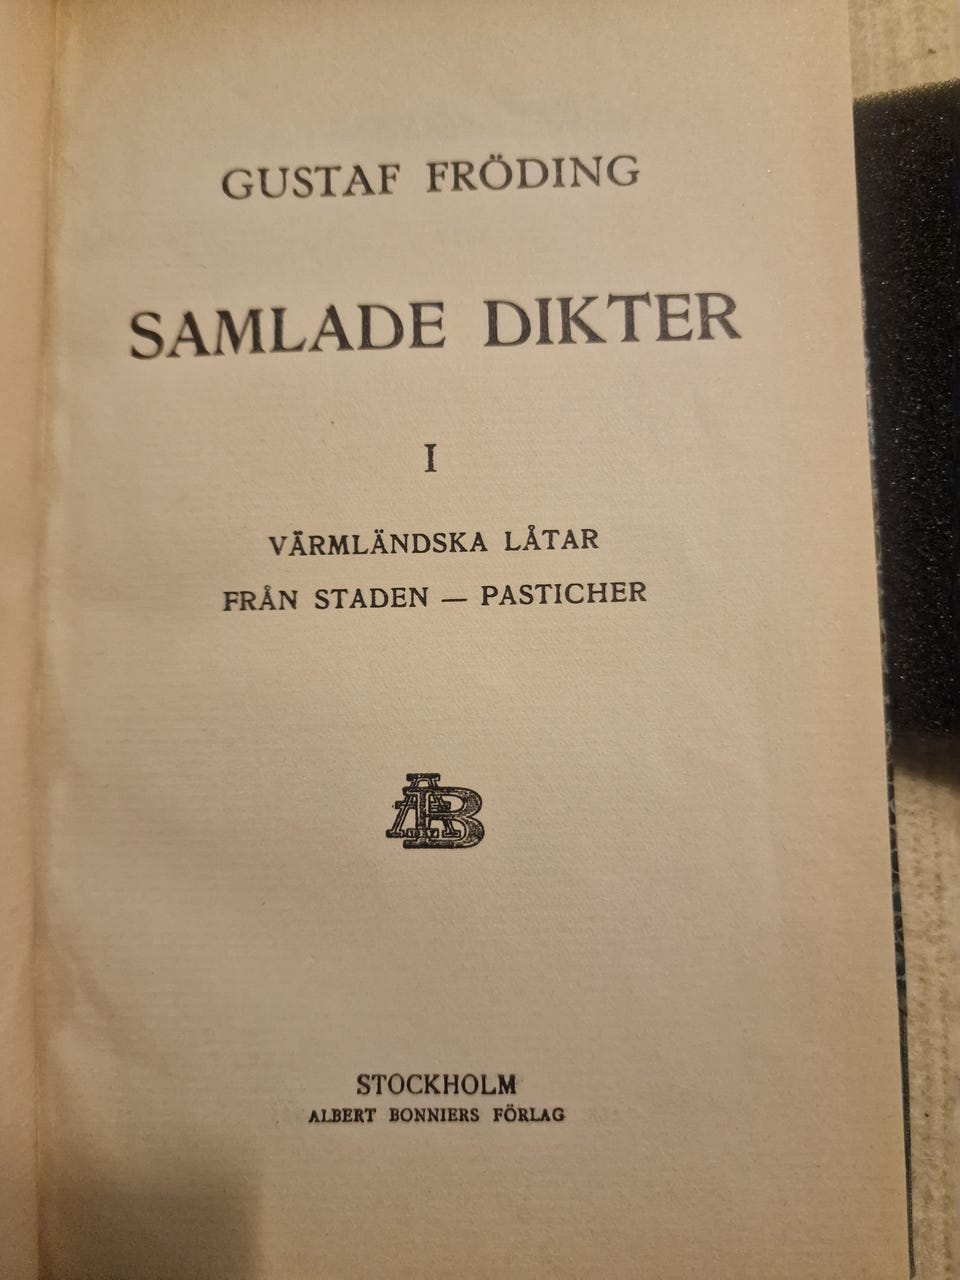 GUSTAF FRÖDING
SAMLADE DIKTER
I
VÄRMLÄNDSKA LÅTAR
FRÅN STADEN — PASTICHER
AB
STOCKHOLM
ALBERT BONNIERS FÖRLAG